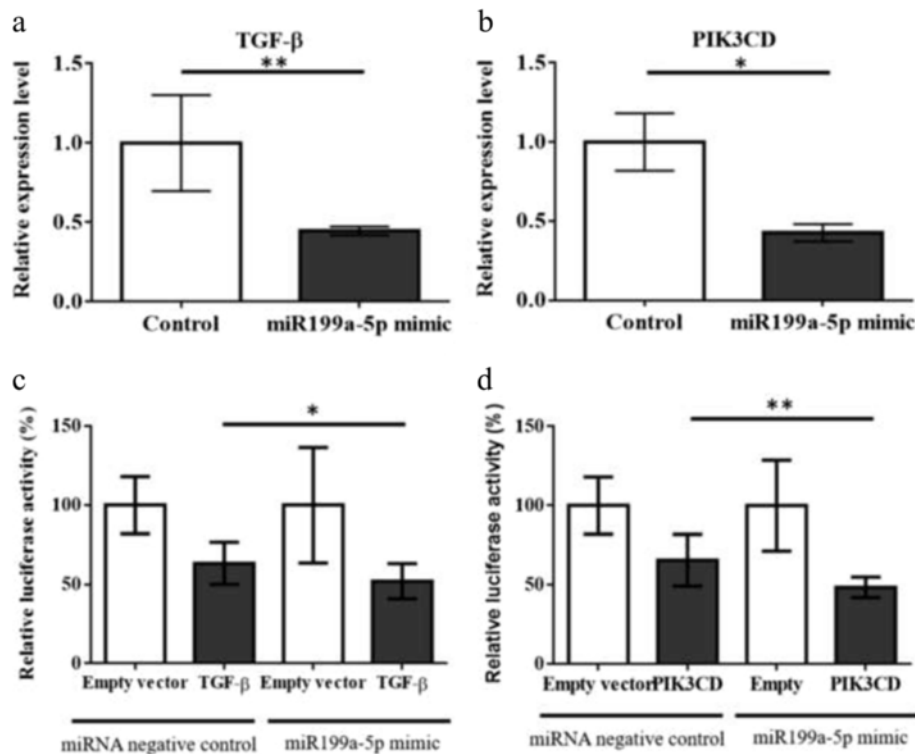 a
TGF-β
**
Relative expression level
1.5
1.0
0.5
0.0
Control miR199a-5p mimic
b
PIK3CD
*
Relative expression level
1.5
1.0
0.5
0.0
Control miR199a-5p mimic
c
*
Relative luciferase activity (%)
150
100
50
0
Empty vector TGF-β Empty vector TGF-β
miRNA negative control miR199a-5p mimic
d
**
Relative luciferase activity (%)
150
100
50
0
Empty vector PIK3CD Empty PIK3CD
miRNA negative control miR199a-5p mimic